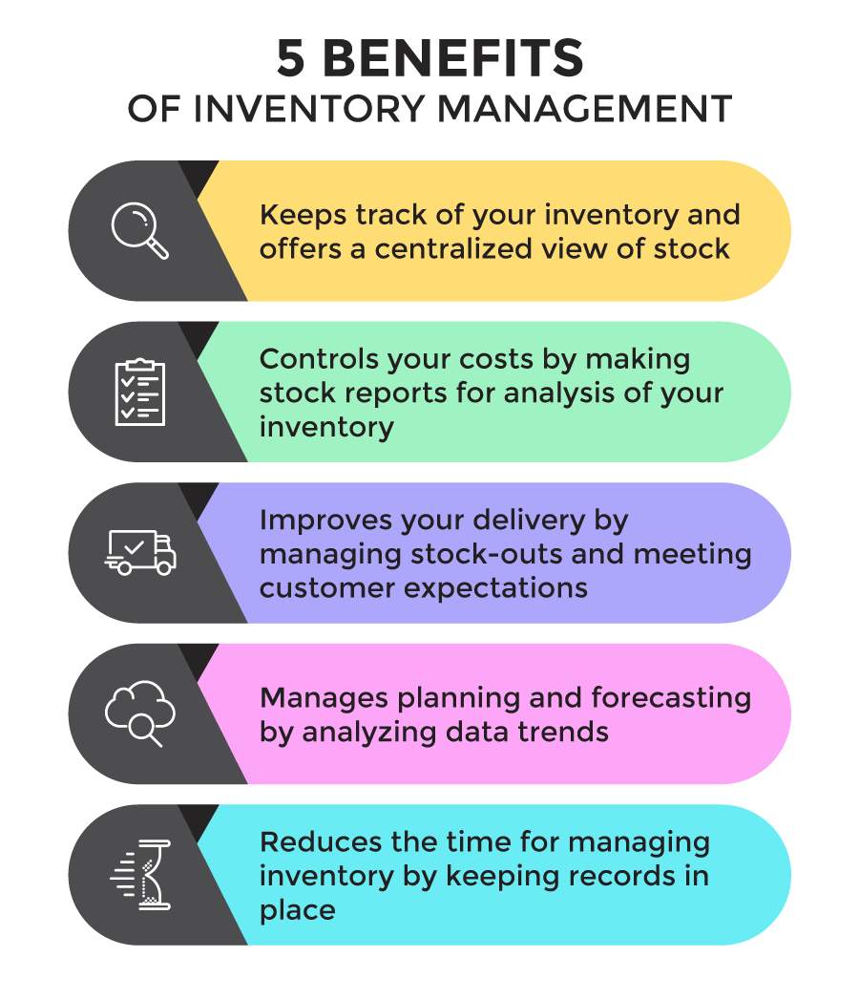 5 BENEFITS
OF INVENTORY MANAGEMENT
Keeps track of your inventory and
offers a centralized view of stock
Controls your costs by making
stock reports for analysis of your
inventory
Improves your delivery by
managing stock-outs and meeting
customer expectations
Manages planning and forecasting
by analyzing data trends
Reduces the time for managing
inventory by keeping records in
place